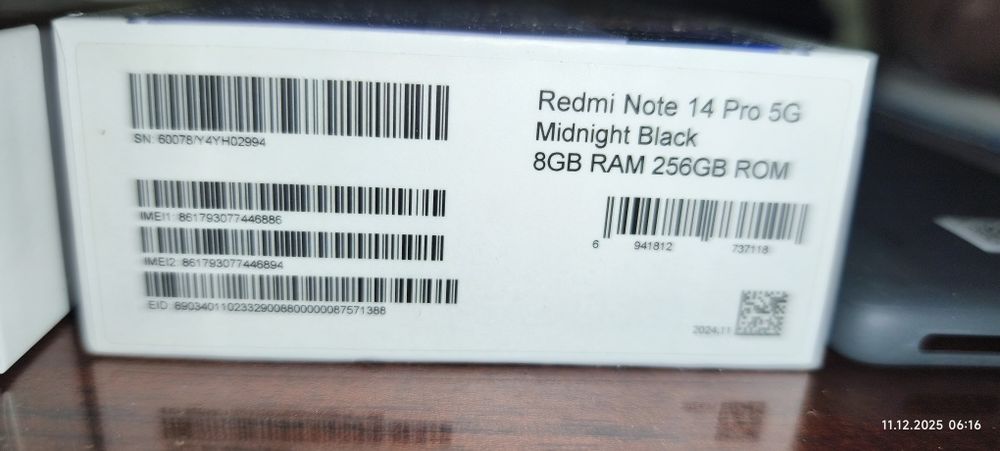 SN: 60078/Y4YH02994
IMEI1: 861793077446886
IMEI2: 861793077446894
EID: 89034011023329008800000087571388
Redmi Note 14 Pro 5G
Midnight Black
8GB RAM 256GB ROM
6 941812 737118
2024.11
11.12.2025 06:16